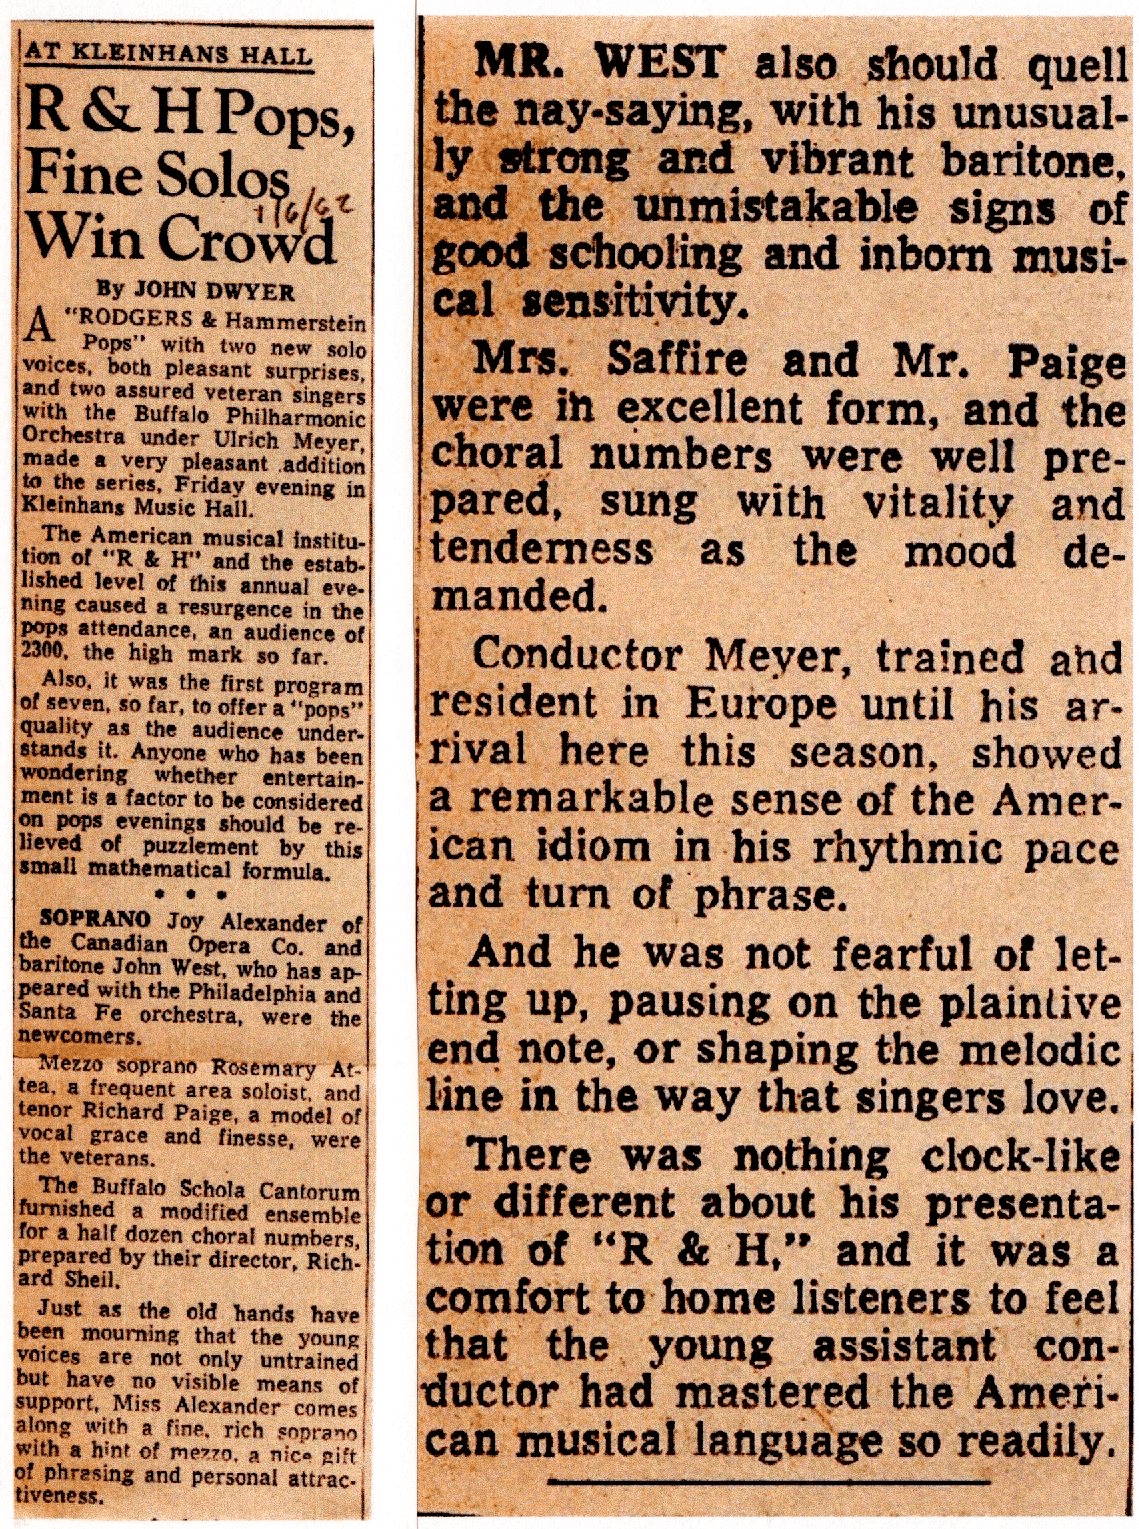 AT KLEINHANS HALL
R & H Pops,
Fine Solos
Win Crowd
By JOHN DWYER
A "RODGERS & Hammerstein
Pops" with two new solo
voices, both pleasant surprises,
and two assured veteran singers
with the Buffalo Philharmonic
Orchestra under Ulrich Meyer,
made a very pleasant addition
to the series, Friday evening in
Kleinhans Music Hall.
The American musical institu-
tion of "R & H" and the estab-
lished level of this annual eve-
ning caused a resurgence in the
pops attendance, an audience of
2300, the high mark so far.
Also, it was the first program
of seven, so far, to offer a "pops"
quality as the audience under-
stands it. Anyone who has been
wondering whether entertain-
ment is a factor to be considered
on pops evenings should be re-
lieved of puzzlement by this
small mathematical formula.
* * *
SOPRANO Joy Alexander of
the Canadian Opera Co. and
baritone John West, who has ap-
peared with the Philadelphia and
Santa Fe orchestra, were the
newcomers.
Mezzo soprano Rosemary At-
tea, a frequent area soloist, and
tenor Richard Paige, a model of
vocal grace and finesse, were
the veterans.
The Buffalo Schola Cantorum
furnished a modified ensemble
for a half dozen choral numbers,
prepared by their director, Rich-
ard Sheil.
Just as the old hands have
been mourning that the young
voices are not only untrained
but have no visible means of
support, Miss Alexander comes
along with a fine, rich soprano
with a hint of mezzo, a nice gift
of phrasing and personal attrac-
tiveness.
MR. WEST also should quell
the nay-saying, with his unusual-
ly strong and vibrant baritone,
and the unmistakable signs of
good schooling and inborn musi-
cal sensitivity.
Mrs. Saffire and Mr. Paige
were in excellent form, and the
choral numbers were well pre-
pared, sung with vitality and
tenderness as the mood de-
manded.
Conductor Meyer, trained and
resident in Europe until his ar-
rival here this season, showed
a remarkable sense of the Amer-
ican idiom in his rhythmic pace
and turn of phrase.
And he was not fearful of let-
ting up, pausing on the plaintive
end note, or shaping the melodic
line in the way that singers love.
There was nothing clock-like
or different about his presenta-
tion of "R & H," and it was a
comfort to home listeners to feel
that the young assistant con-
ductor had mastered the Ameri-
can musical language so readily.